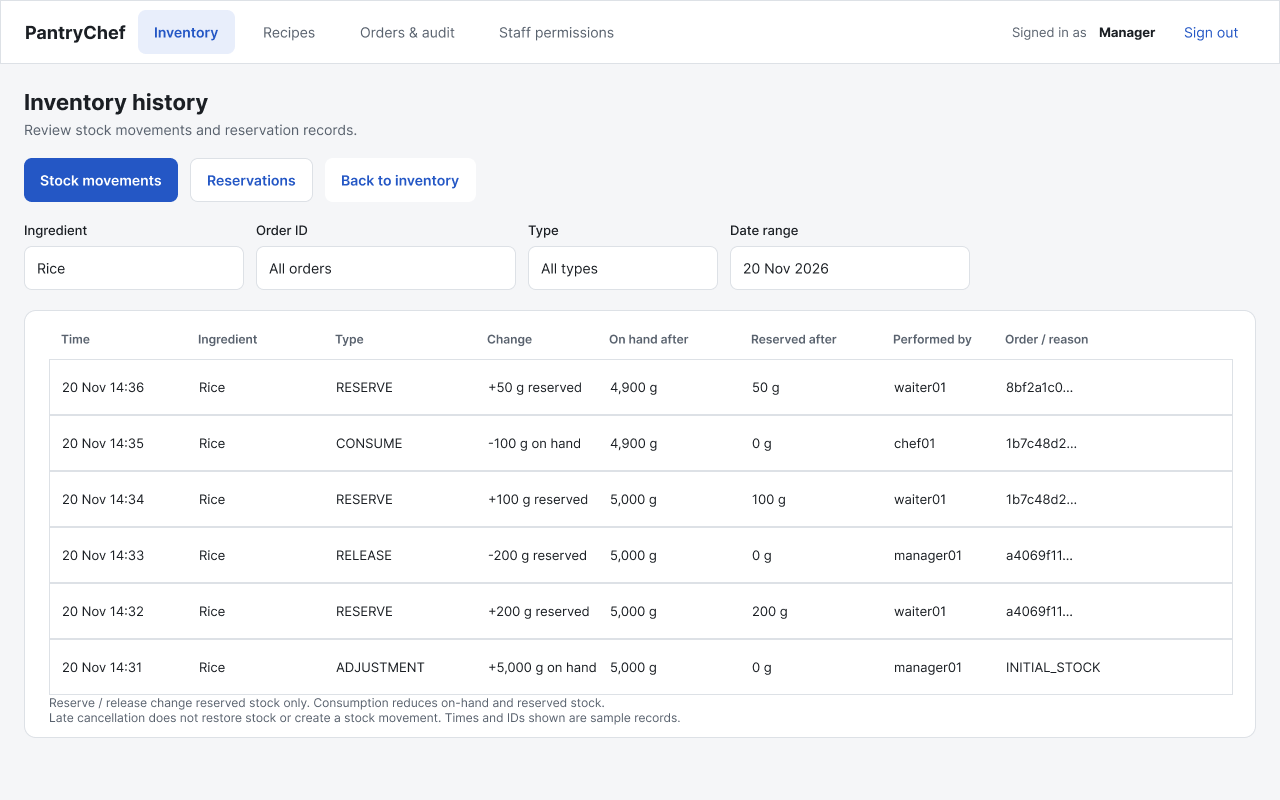 PantryChef Inventory Recipes Orders & audit Staff permissions Signed in as Manager Sign out
Inventory history
Review stock movements and reservation records.
Stock movements Reservations Back to inventory
Ingredient Order ID Type Date range
Rice All orders All types 20 Nov 2026
Time Ingredient Type Change On hand after Reserved after Performed by Order / reason
20 Nov 14:36 Rice RESERVE +50 g reserved 4,900 g 50 g waiter01 8bf2a1c0...
20 Nov 14:35 Rice CONSUME -100 g on hand 4,900 g 0 g chef01 1b7c48d2...
20 Nov 14:34 Rice RESERVE +100 g reserved 5,000 g 100 g waiter01 1b7c48d2...
20 Nov 14:33 Rice RELEASE -200 g reserved 5,000 g 0 g manager01 a4069f11...
20 Nov 14:32 Rice RESERVE +200 g reserved 5,000 g 200 g waiter01 a4069f11...
20 Nov 14:31 Rice ADJUSTMENT +5,000 g on hand 5,000 g 0 g manager01 INITIAL_STOCK
Reserve / release change reserved stock only. Consumption reduces on-hand and reserved stock.
Late cancellation does not restore stock or create a stock movement. Times and IDs shown are sample records.